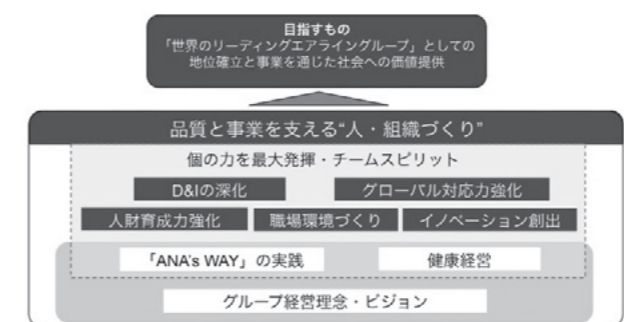 目指すもの
「世界のリーディングエアライングループ」としての
地位確立と事業を通じた社会への価値提供
品質と事業を支える“人・組織づくり”
個の力を最大発揮・チームスピリット
D&Iの深化
グローバル対応力強化
人財育成力強化
職場環境づくり
イノベーション創出
「ANA's WAY」の実践
健康経営
グループ経営理念・ビジョン